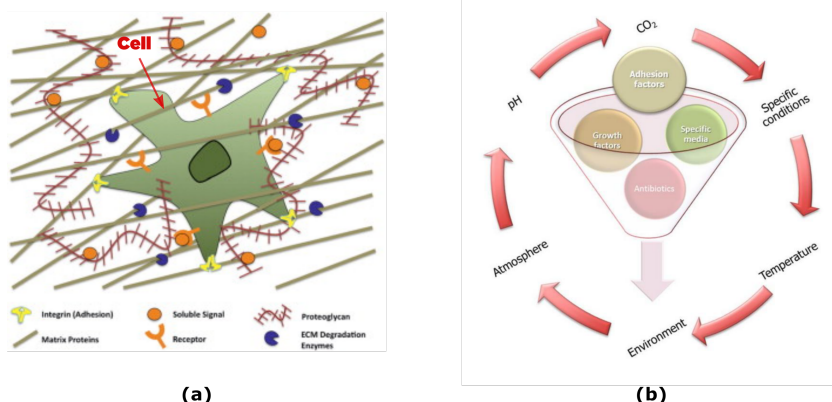 Cell
Integrin (Adhesion)
Soluble Signal
Proteoglycan
Matrix Proteins
Receptor
ECM Degradation
Enzymes
(a)
CO2
Adhesion
factors
Specific
conditions
pH
Growth
factors
Specific
media
Antibiotics
Atmosphere
Temperature
Environment
(b)